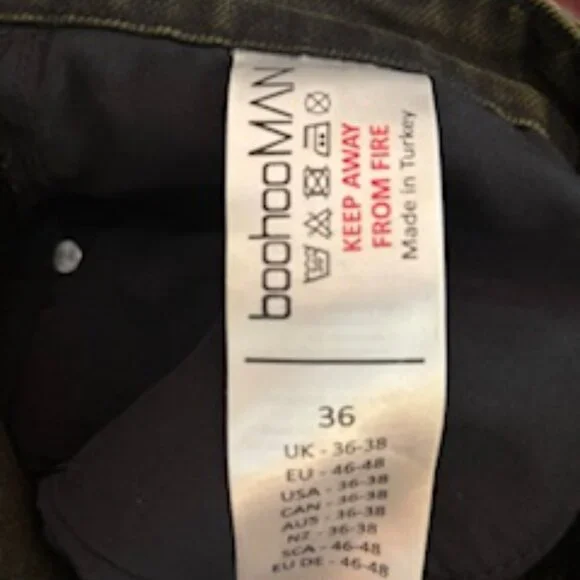 boohooMAN
KEEP AWAY
FROM FIRE
Made in Turkey
36
UK - 36-38
EU - 46-48
USA - 36-38
CAN - 36-38
AUS - 36-38
NZ - 36-38
SCA - 46-48
EU DE - 46-48